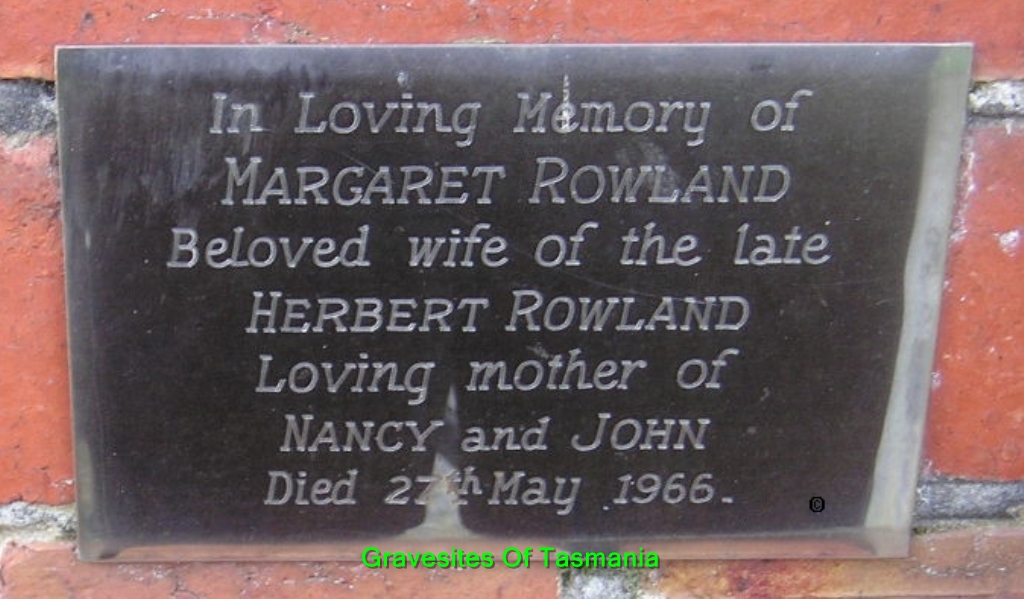 In Loving Memory of
MARGARET ROWLAND
Beloved wife of the late
HERBERT ROWLAND
Loving mother of
NANCY and JOHN
Died 27th May 1966.
©
Gravesites Of Tasmania